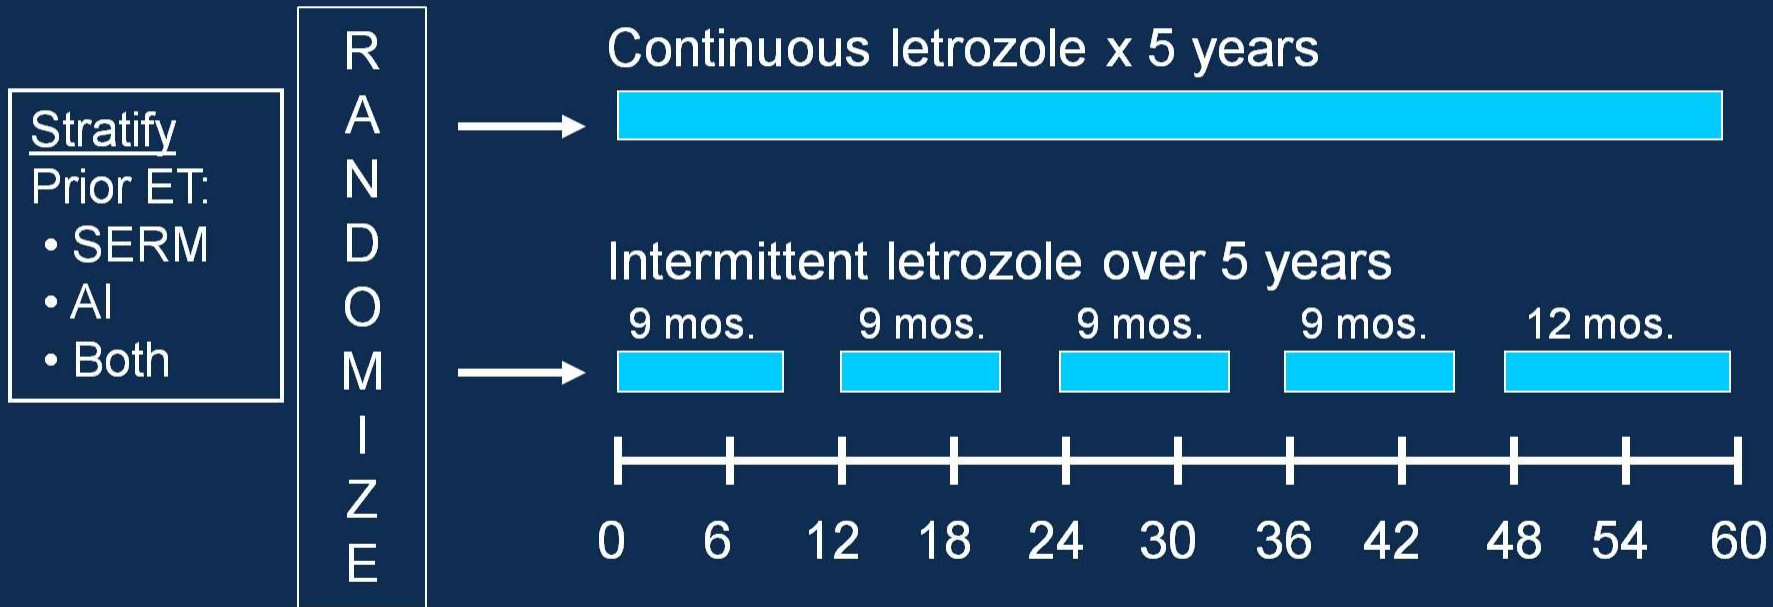 Stratify
Prior ET:
• SERM
• AI
• Both
R
A
N
D
O
M
I
Z
E
Continuous letrozole x 5 years
Intermittent letrozole over 5 years
9 mos. 9 mos. 9 mos. 9 mos. 12 mos.
0 6 12 18 24 30 36 42 48 54 60